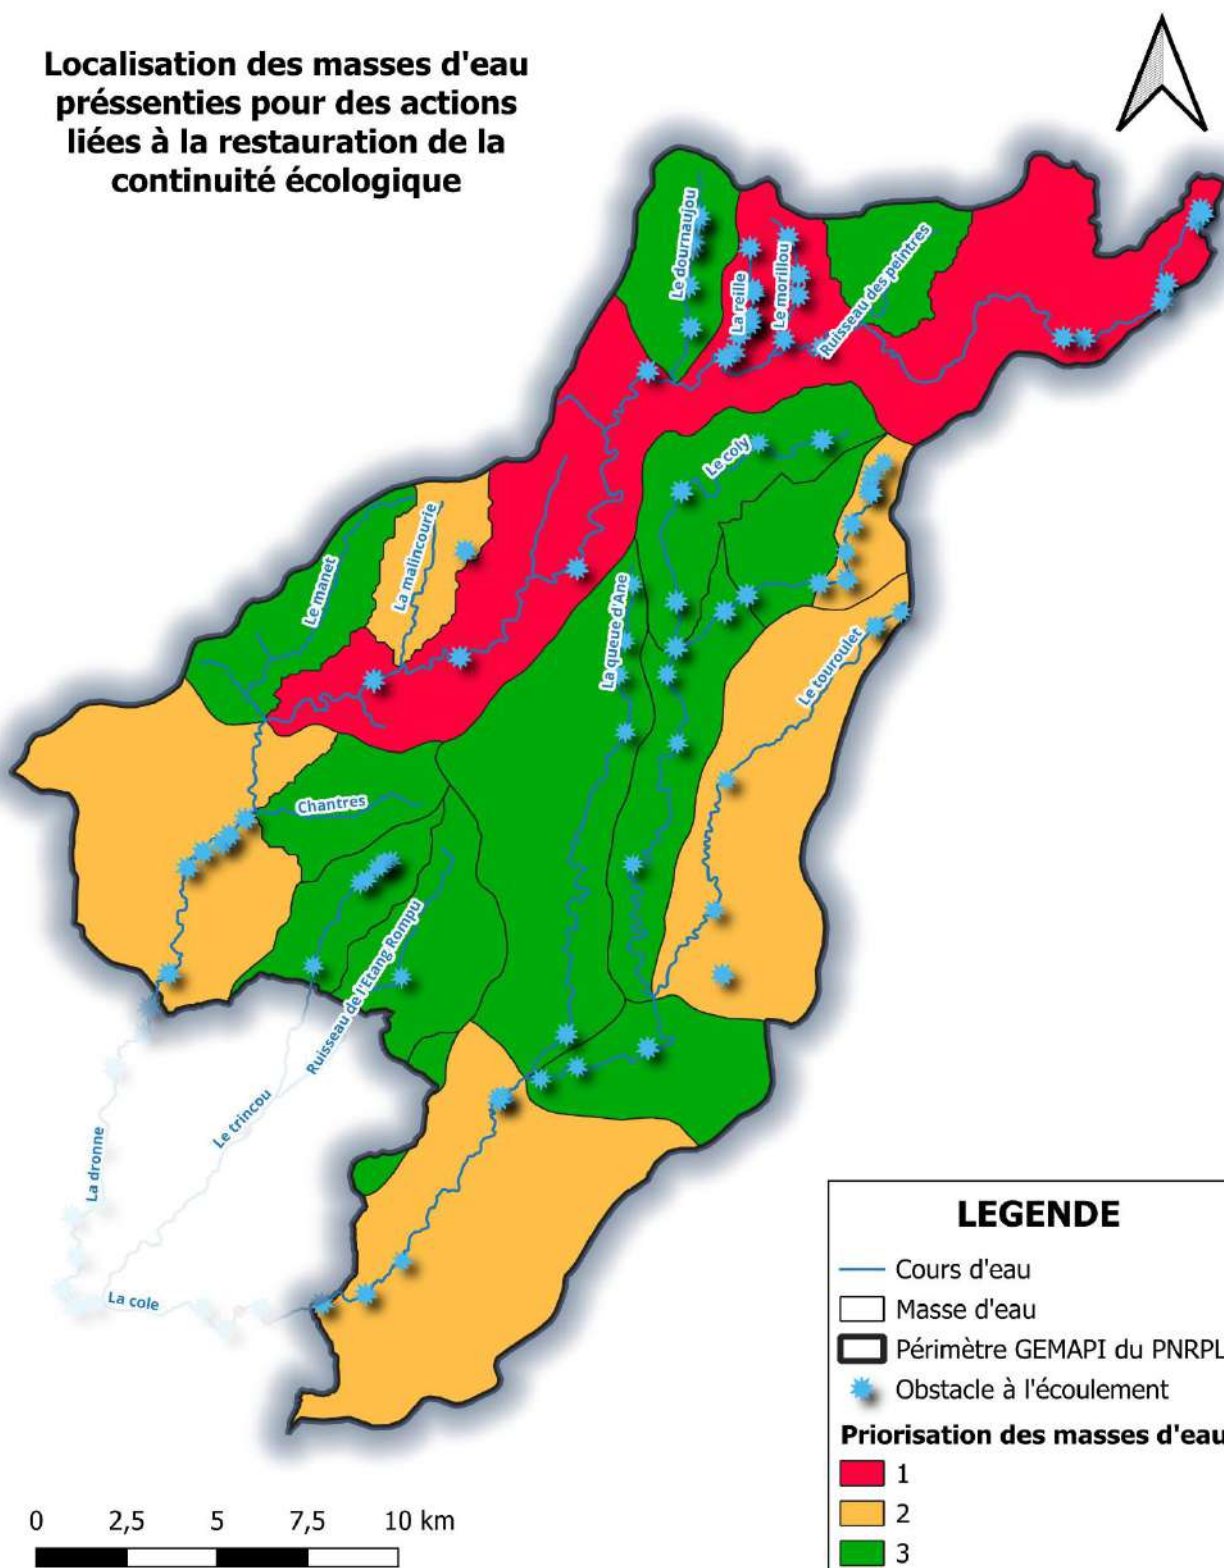 Localisation des masses d'eau
préssenties pour des actions
liées à la restauration de la
continuité écologique
Le dournaujou
La reille
Le morillou
Ruisseau des peintres
Le coly
La malincourie
Le manet
La queue d'Ane
Le touroulet
Chantres
Ruisseau de l'Etang Rompu
Le trincou
La dronne
La cole
LEGENDE
Cours d'eau
Masse d'eau
Périmètre GEMAPI du PNRPL
Obstacle à l'écoulement
Priorisation des masses d'eau
1
2
3
0 2,5 5 7,5 10 km